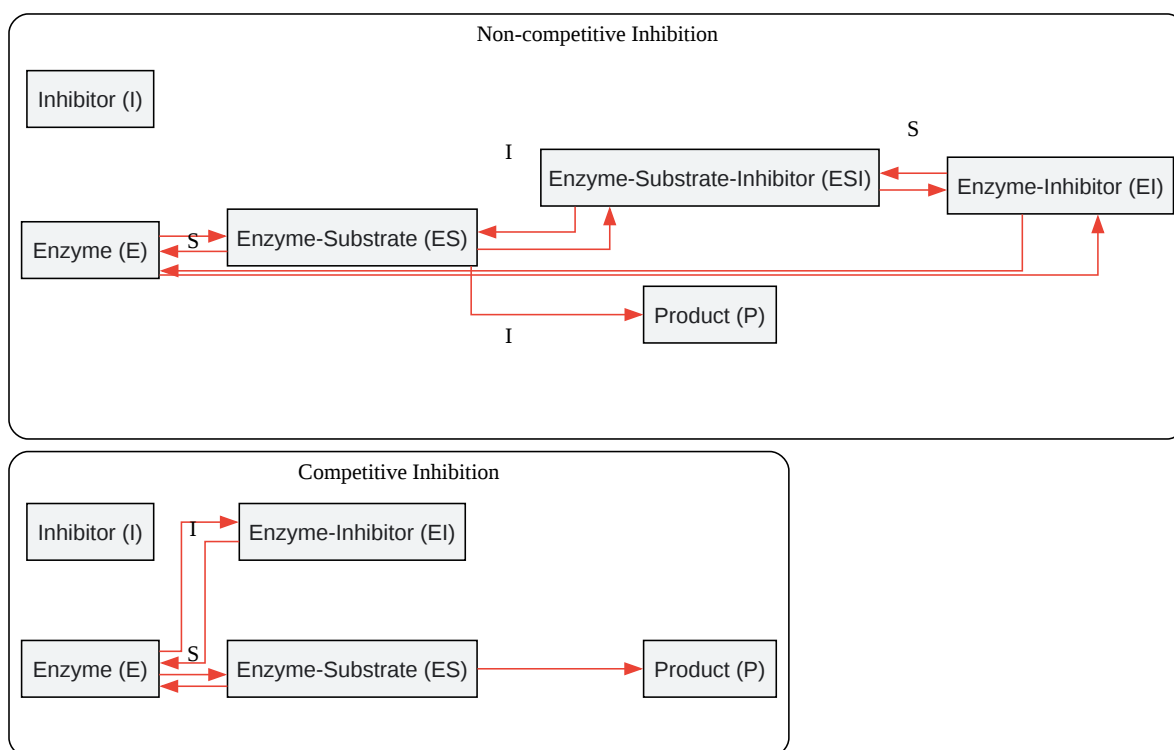 Non-competitive Inhibition
Inhibitor (I)
S
I
Enzyme-Substrate-Inhibitor (ESI)
Enzyme-Inhibitor (EI)
Enzyme (E)
S
Enzyme-Substrate (ES)
Product (P)
I
Competitive Inhibition
Inhibitor (I)
I
Enzyme-Inhibitor (EI)
Enzyme (E)
S
Enzyme-Substrate (ES)
Product (P)